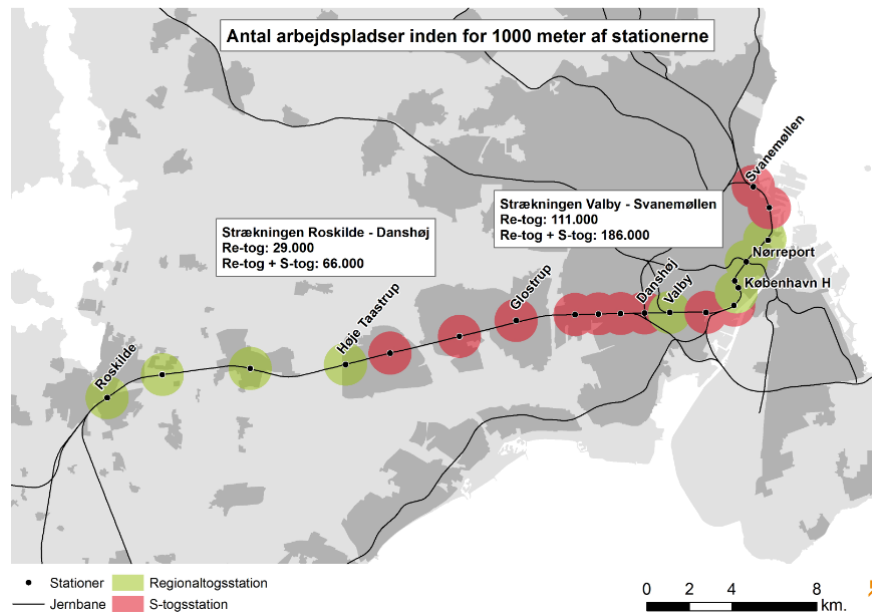 Antal arbejdspladser inden for 1000 meter af stationerne
Svanemøllen
Strækningen Valby - Svanemøllen
Re-tog: 111.000
Re-tog + S-tog: 186.000
Strækningen Roskilde - Danshøj
Re-tog: 29.000
Re-tog + S-tog: 66.000
Nørreport
København H
Danshøj
Valby
Glostrup
Høje Taastrup
Roskilde
Stationer
Regionaltogsstation
Jernbane
S-togsstation
0 2 4 8
km.